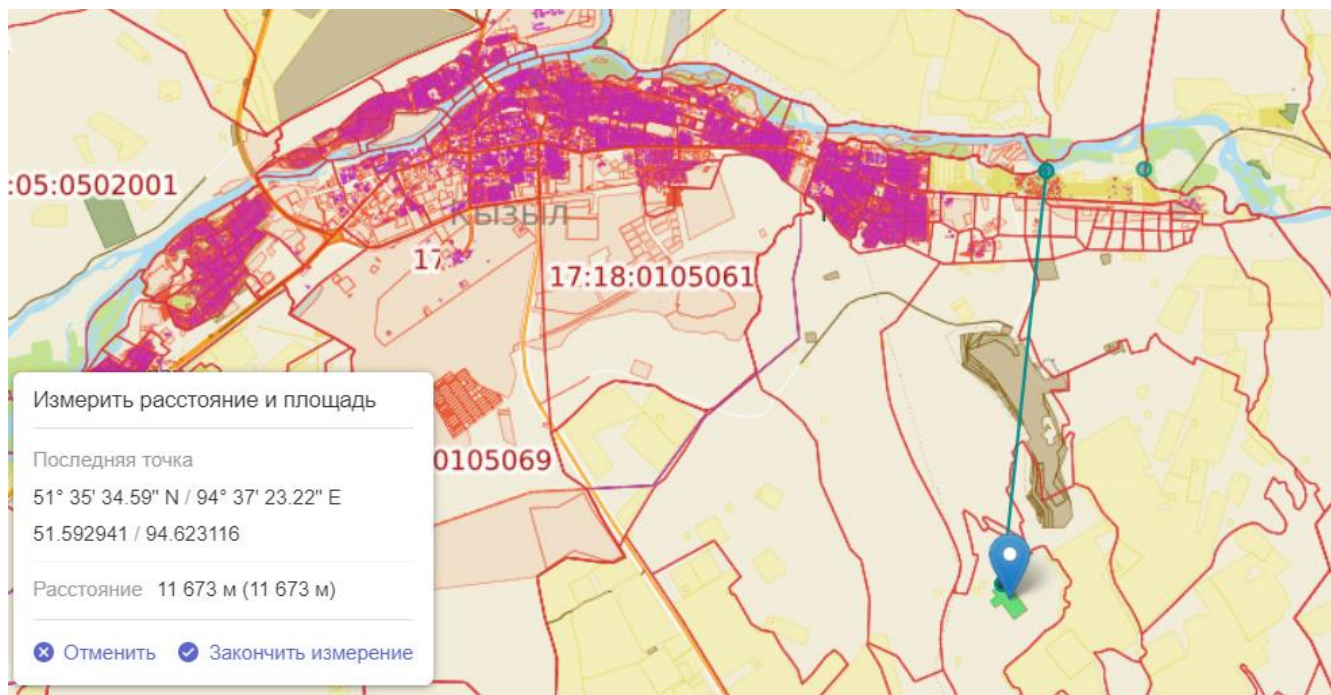 :05:0502001
Кызыл
17
17:18:0105061
0105069
Измерить расстояние и площадь
Последняя точка
51° 35' 34.59" N / 94° 37' 23.22" E
51.592941 / 94.623116
Расстояние 11 673 м (11 673 м)
Отменить Закончить измерение